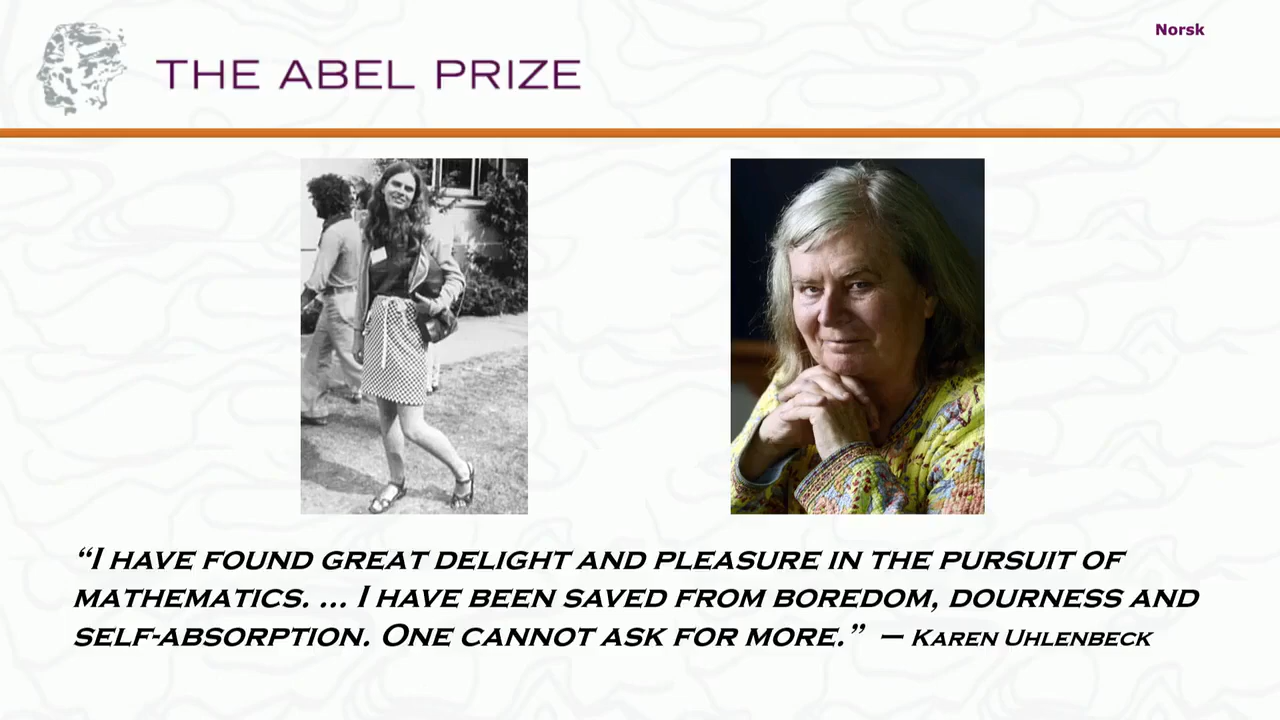 Norsk
THE ABEL PRIZE
“I HAVE FOUND GREAT DELIGHT AND PLEASURE IN THE PURSUIT OF
MATHEMATICS. ... I HAVE BEEN SAVED FROM BOREDOM, DOURNESS AND
SELF-ABSORPTION. ONE CANNOT ASK FOR MORE.” – KAREN UHLENBECK